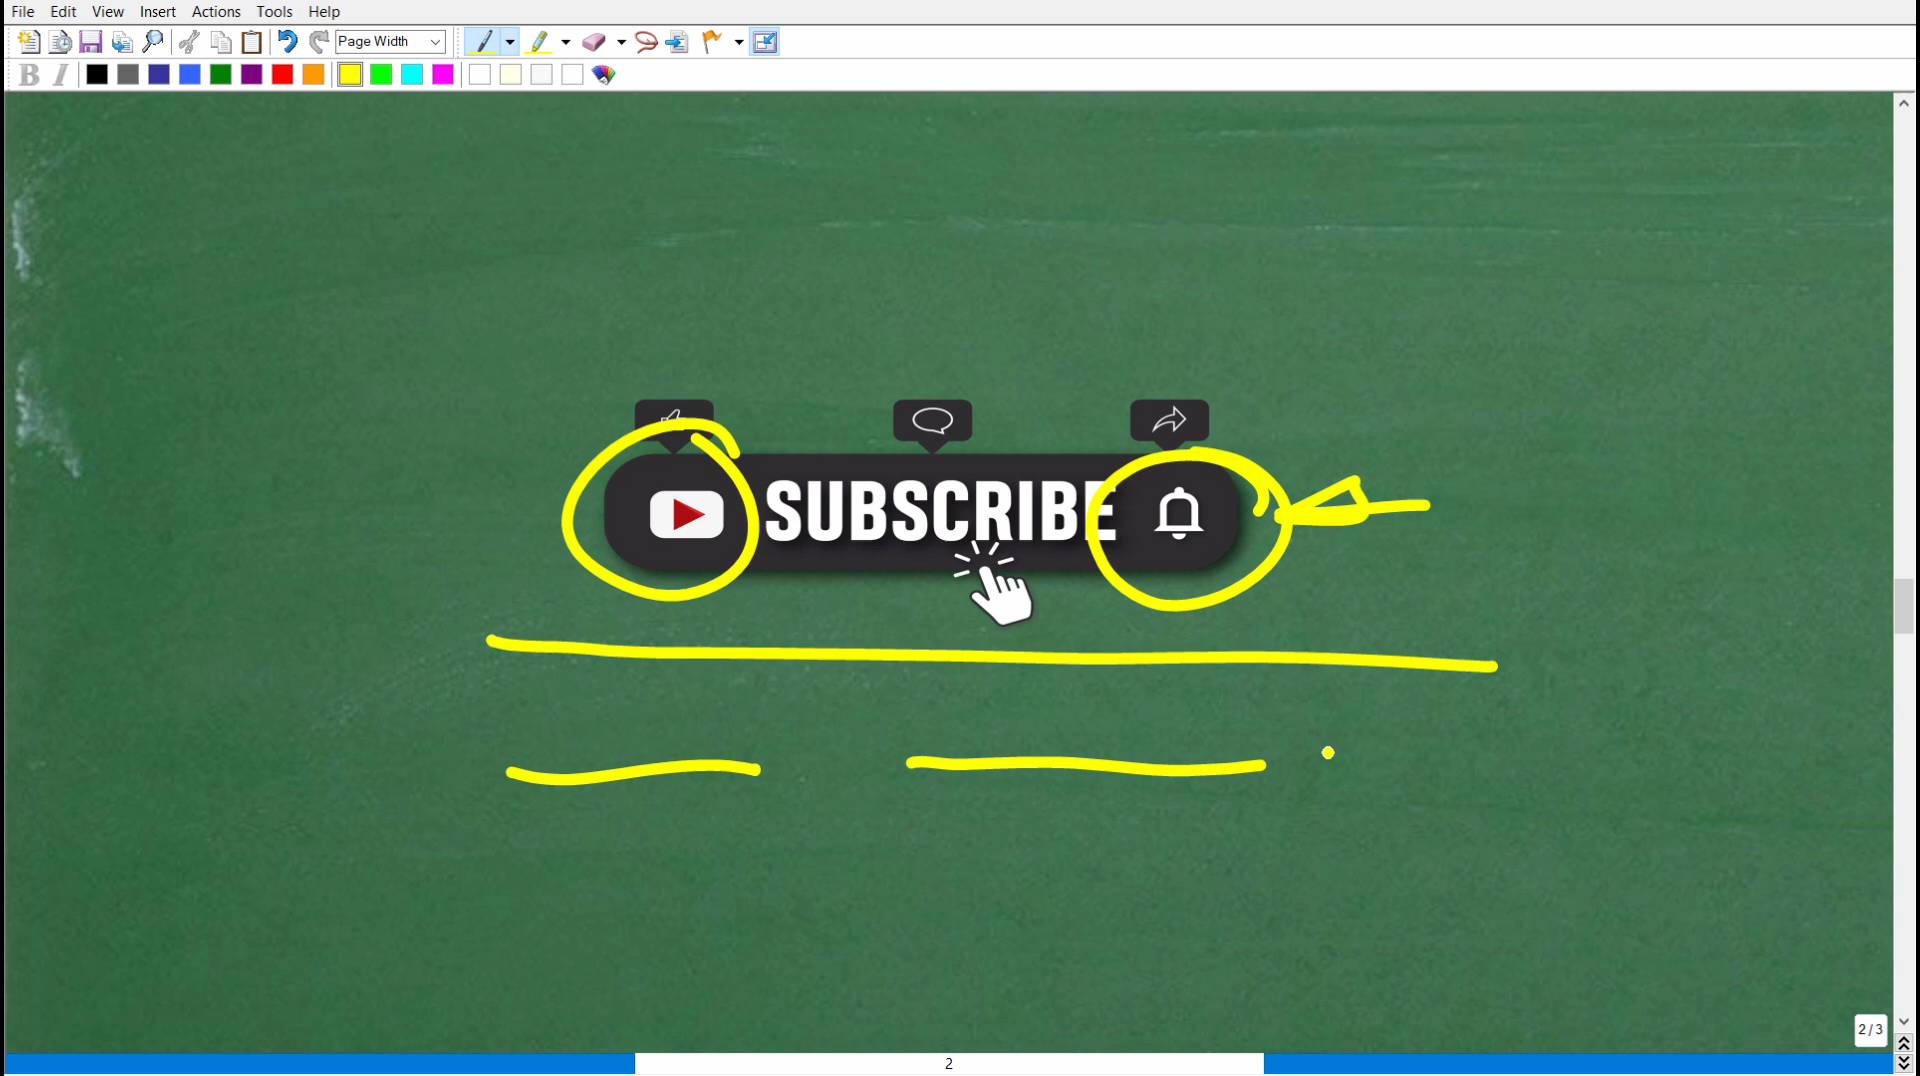 File Edit View Insert Actions Tools Help
Page Width
B I
SUBSCRIBE
2 / 3
2